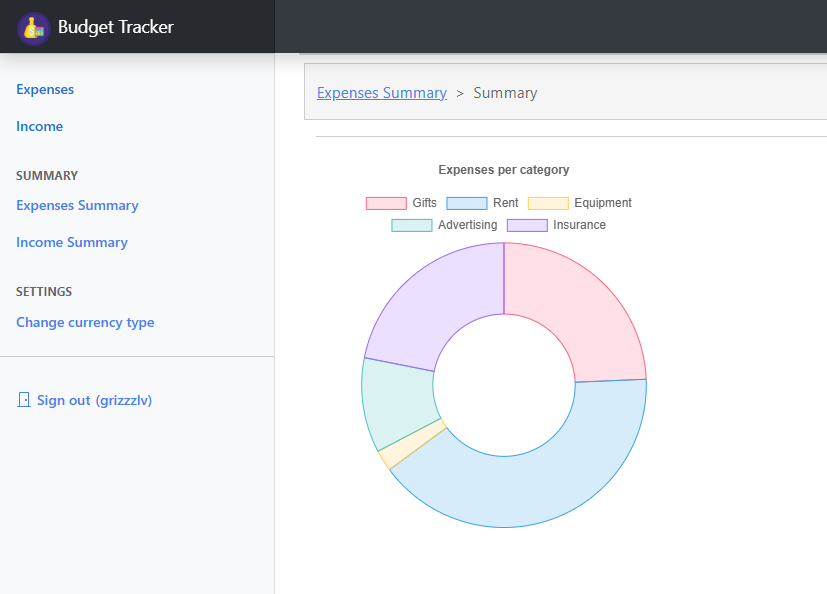 Budget Tracker
Expenses
Income
SUMMARY
Expenses Summary
Income Summary
SETTINGS
Change currency type
Sign out (grizzzlv)
Expenses Summary > Summary
Expenses per category
Gifts Rent Equipment
Advertising Insurance